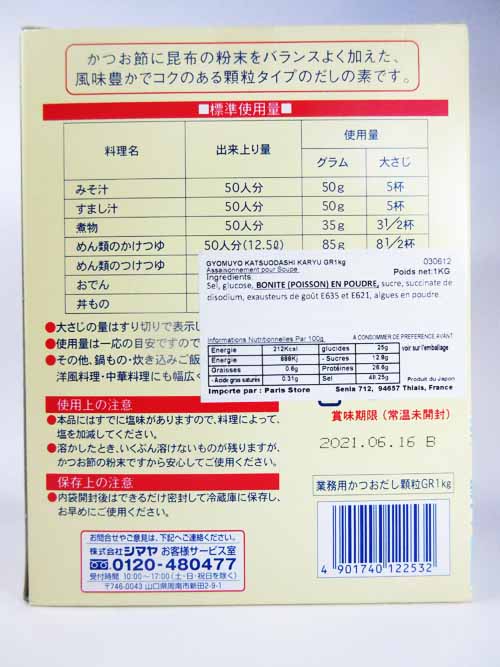 かつお節に昆布の粉末をバランスよく加えた、
風味豊かでコクのある顆粒タイプのだしの素です。
■標準使用量■
料理名 出来上り量 使用量
グラム 大さじ
みそ汁 50人分 50g 5杯
すまし汁 50人分 50g 5杯
煮物 50人分 35g 3 1/2杯
めん類のかけつゆ 50人分(12.5ℓ) 85g 8 1/2杯
めん類のつけつゆ
おでん
丼もの
●大さじの量はすり切りで表示し
●使用量は一応の目安ですので
●その他、鍋もの・炊き込みご飯
洋風料理・中華料理にも幅広く
GYOMUYO KATSUODASHI KARYU GR1kg 030612
Assaisonnement pour Soupe Poids net:1KG
Ingredients:
Sel, glucose, BONITE (POISSON) EN POUDRE, sucre, succinate de
disodium, exausteurs de goût E635 et E621, algues en poudre.
Informations Nutritionnelles Par 100g A CONSOMMER DE PREFERENCE AVANT
Energie 212Kcal glucides 25g voir sur l'emballage
Energie 888Kj - Sucres 12.9g
Graisses 0.6g Protéines 26.6g
- Acide gras saturés 0.31g Sel 48.25g Produit du Japon
Importe par : Paris Store Senia 712, 94657 Thiais, France
使用上の注意
●本品にはすでに塩味がありますので、料理によって、
塩を加減してください。
●溶かしたとき、いくぶん溶けないものが残りますが、
かつお節の粉末ですから安心してご使用ください。
保存上の注意
●内袋開封後はできるだけ密封して冷蔵庫に保存し、
お早めにご使用ください。
賞味期限(常温未開封)
2021.06.16 B
業務用かつおだし顆粒GR1kg
4 901740 122532
お問合せやご意見は、下記へご連絡ください。
株式会社シマヤ お客様サービス室
0120-480477
受付時間 10:00〜17:00(土・日・祝日を除く)
〒746-0043 山口県周南市新田2-9-1